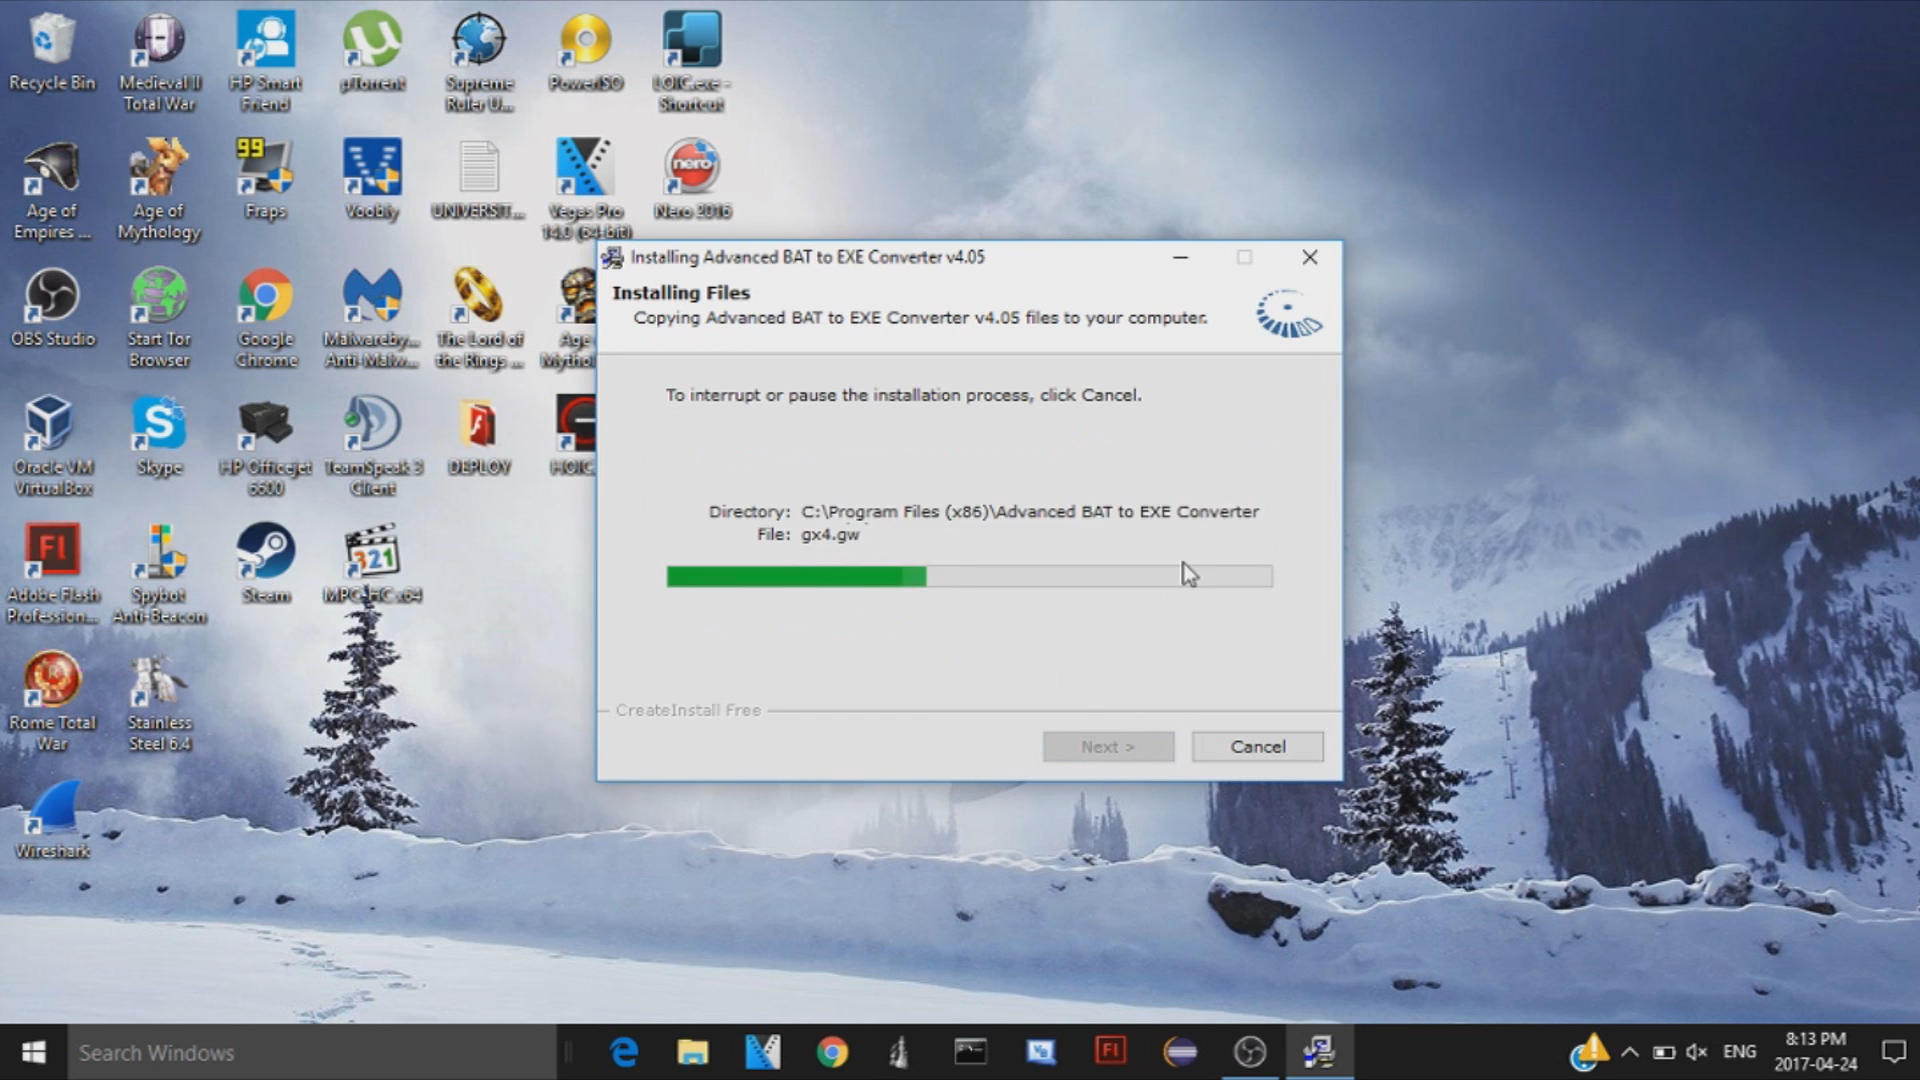 Recycle Bin
Medieval II
Total War
HP Smart
Friend
µTorrent
Supreme
Ruler U...
PowerISO
LOIC.exe -
Shortcut
Age of
Empires ...
Age of
Mythology
99
Fraps
Voobly
UNIVERSIT...
Vegas Pro
14.0 (64-bit)
nero
Nero 2016
OBS Studio
Start Tor
Browser
Google
Chrome
Malwareby...
Anti-Malw...
The Lord of
the Rings ...
Age
Mythol
Oracle VM
VirtualBox
Skype
HP Officejet
6600
TeamSpeak 3
Client
DEPLOY
HOIC.
Fl
Adobe Flash
Profession...
Spybot
Anti-Beacon
Steam
321
MPC-HC x64
Rome Total
War
Stainless
Steel 6.4
Wireshark
Installing Advanced BAT to EXE Converter v4.05
Installing Files
Copying Advanced BAT to EXE Converter v4.05 files to your computer.
To interrupt or pause the installation process, click Cancel.
Directory: C:\Program Files (x86)\Advanced BAT to EXE Converter
File: gx4.gw
CreateInstall Free
Next >
Cancel
Search Windows
Fl
ENG
8:13 PM
2017-04-24